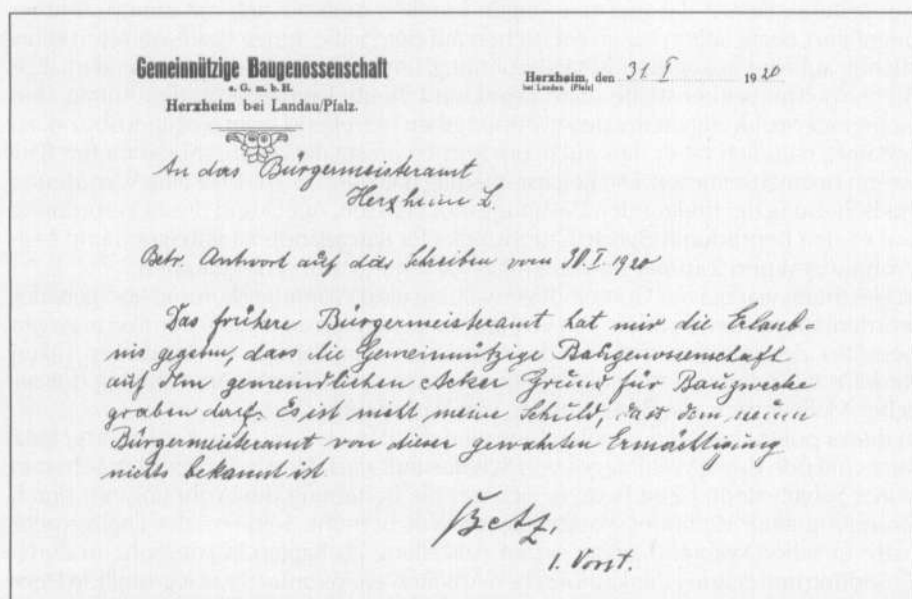 Gemeinnützige Baugenossenschaft
e. G. m. b. H.
Herxheim bei Landau/Pfalz.
Herxheim, den 31 I 1920
bei Landau (Pfalz)
An das Bürgermeisteramt
Herxheim L.
Betr. Antwort auf das Schreiben vom 30.I.1920
Das frühere Bürgermeisteramt hat mir die Erlaub=
nis gegeben, dass die Gemeinnützige Baugenossenschaft
auf dem gemeindlichen Acker Grund für Bauzwecke
graben darf. Es ist nicht meine Schuld, dass dem neuen
Bürgermeisteramt von dieser gewährten Ermächtigung
nichts bekannt ist.
Betz,
1. Vorst.